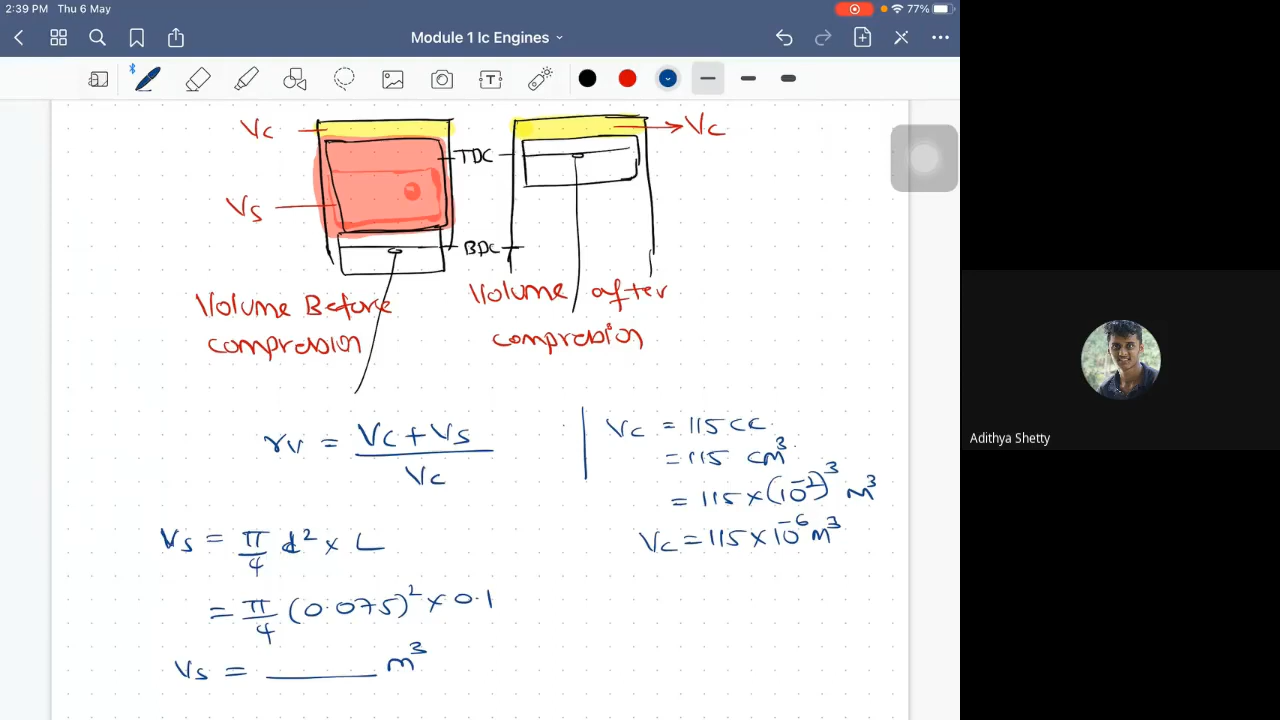 2:39 PM Thu 6 May
77%
Module 1 Ic Engines
T
Vc
Vc
TDC
Vs
BDC
Volume Before
compression
Volume after
compression
rv = Vc + Vs / Vc
Vc = 115 cc
= 115 cm³
= 115 × (10⁻²)³ m³
Vc = 115 × 10⁻⁶ m³
Vs = π/4 d² × L
= π/4 (0.075)² × 0.1
Vs = ______ m³
Adithya Shetty